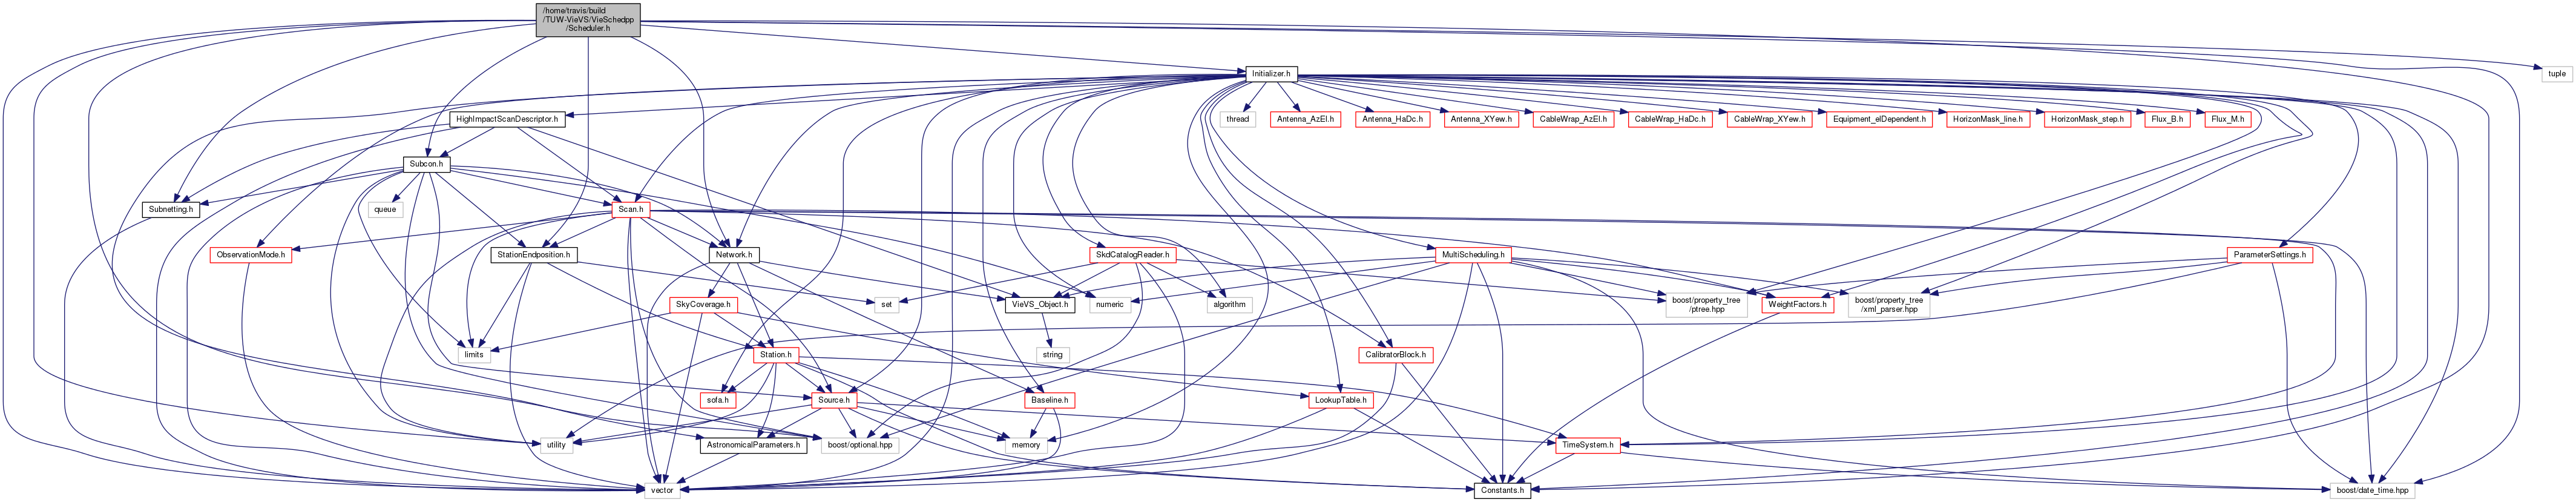 /home/travis/build
/TUW-VieVS/VieSchedpp
/Scheduler.h
Initializer.h
tuple
HighImpactScanDescriptor.h
thread
Antenna_AzEl.h
Antenna_HaDc.h
Antenna_XYew.h
CableWrap_AzEl.h
CableWrap_HaDc.h
CableWrap_XYew.h
Equipment_elDependent.h
HorizonMask_line.h
HorizonMask_step.h
Flux_B.h
Flux_M.h
Subcon.h
Subnetting.h
queue
Scan.h
ObservationMode.h
StationEndposition.h
Network.h
SkdCatalogReader.h
MultiScheduling.h
ParameterSettings.h
SkyCoverage.h
set
VieVS_Object.h
numeric
algorithm
boost/property_tree
/ptree.hpp
WeightFactors.h
boost/property_tree
/xml_parser.hpp
limits
Station.h
string
CalibratorBlock.h
sofa.h
Source.h
Baseline.h
LookupTable.h
utility
AstronomicalParameters.h
boost/optional.hpp
memory
TimeSystem.h
vector
Constants.h
boost/date_time.hpp